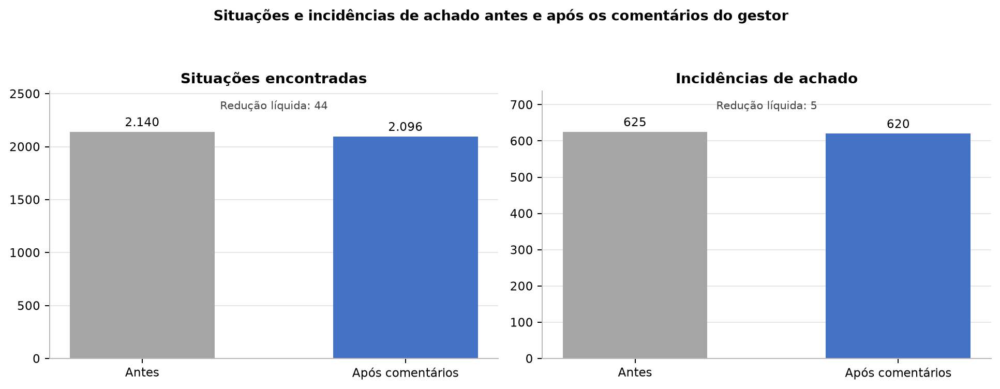 Situações e incidências de achado antes e após os comentários do gestor
Situações encontradas
2500
2000
1500
1000
500
0
Redução líquida: 44
2.140
2.096
Antes
Após comentários
Incidências de achado
700
600
500
400
300
200
100
0
Redução líquida: 5
625
620
Antes
Após comentários